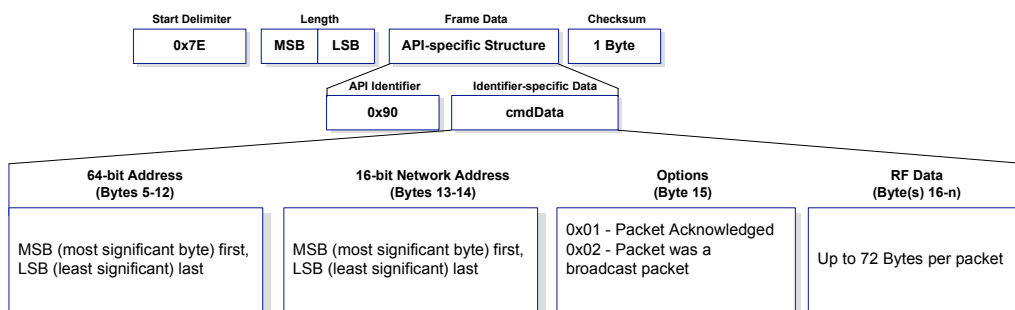 Start Delimiter Length Frame Data Checksum
0x7E MSB LSB API-specific Structure 1 Byte
API Identifier Identifier-specific Data
0x90 cmdData
64-bit Address
(Bytes 5-12)
16-bit Network Address
(Bytes 13-14)
Options
(Byte 15)
RF Data
(Byte(s) 16-n)
MSB (most significant byte) first,
LSB (least significant) last
MSB (most significant byte) first,
LSB (least significant) last
0x01 - Packet Acknowledged
0x02 - Packet was a
broadcast packet
Up to 72 Bytes per packet